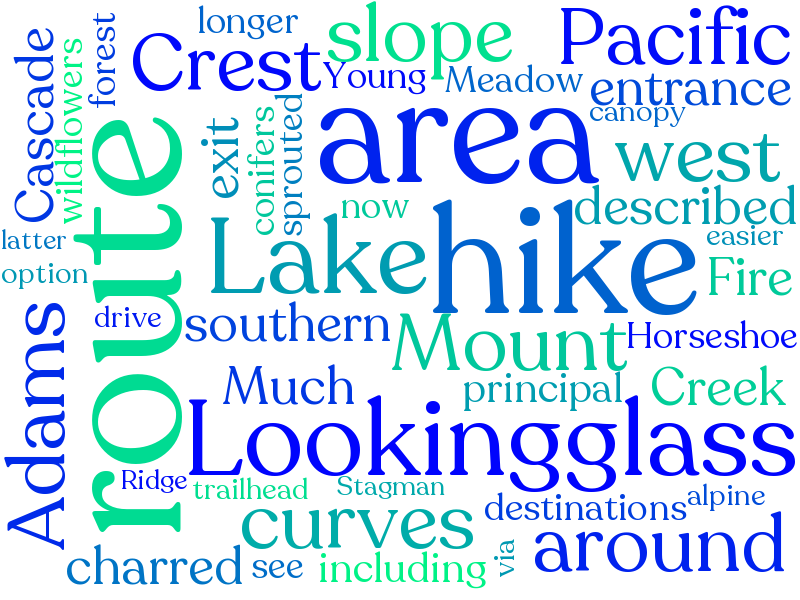 longer
slope
Pacific
Crest
Young
Meadow
entrance
forest
Cascade
wildflowers
canopy
area
exit
conifers
sprouted
west
now
described
route
Lake
hike
easier
latter
option
Fire
drive
southern
Mount
Horseshoe
Adams
Much
principal
Creek
Lookingglass
Ridge
trailhead
Stagman
destinations
alpine
curves
around
charred
see
including
via